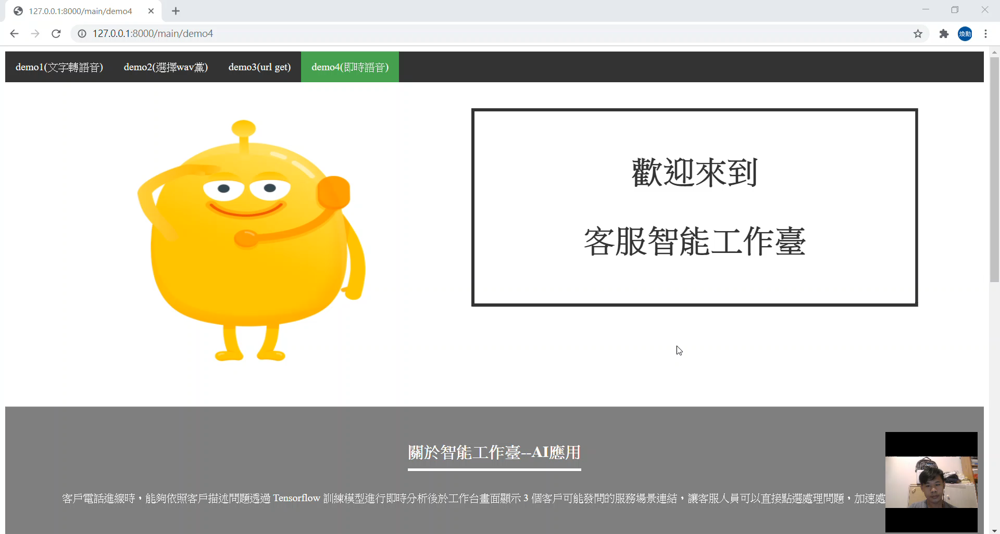 127.0.0.1:8000/main/demo4
127.0.0.1:8000/main/demo4
煥動
demo1(文字轉語音) demo2(選擇wav黨) demo3(url get) demo4(即時語音)
歡迎來到
客服智能工作臺
關於智能工作臺--AI應用
客戶電話進線時，能夠依照客戶描述問題透過 Tensorflow 訓練模型進行即時分析後於工作台畫面顯示 3 個客戶可能發問的服務場景連結，讓客服人員可以直接點選處理問題，加速處